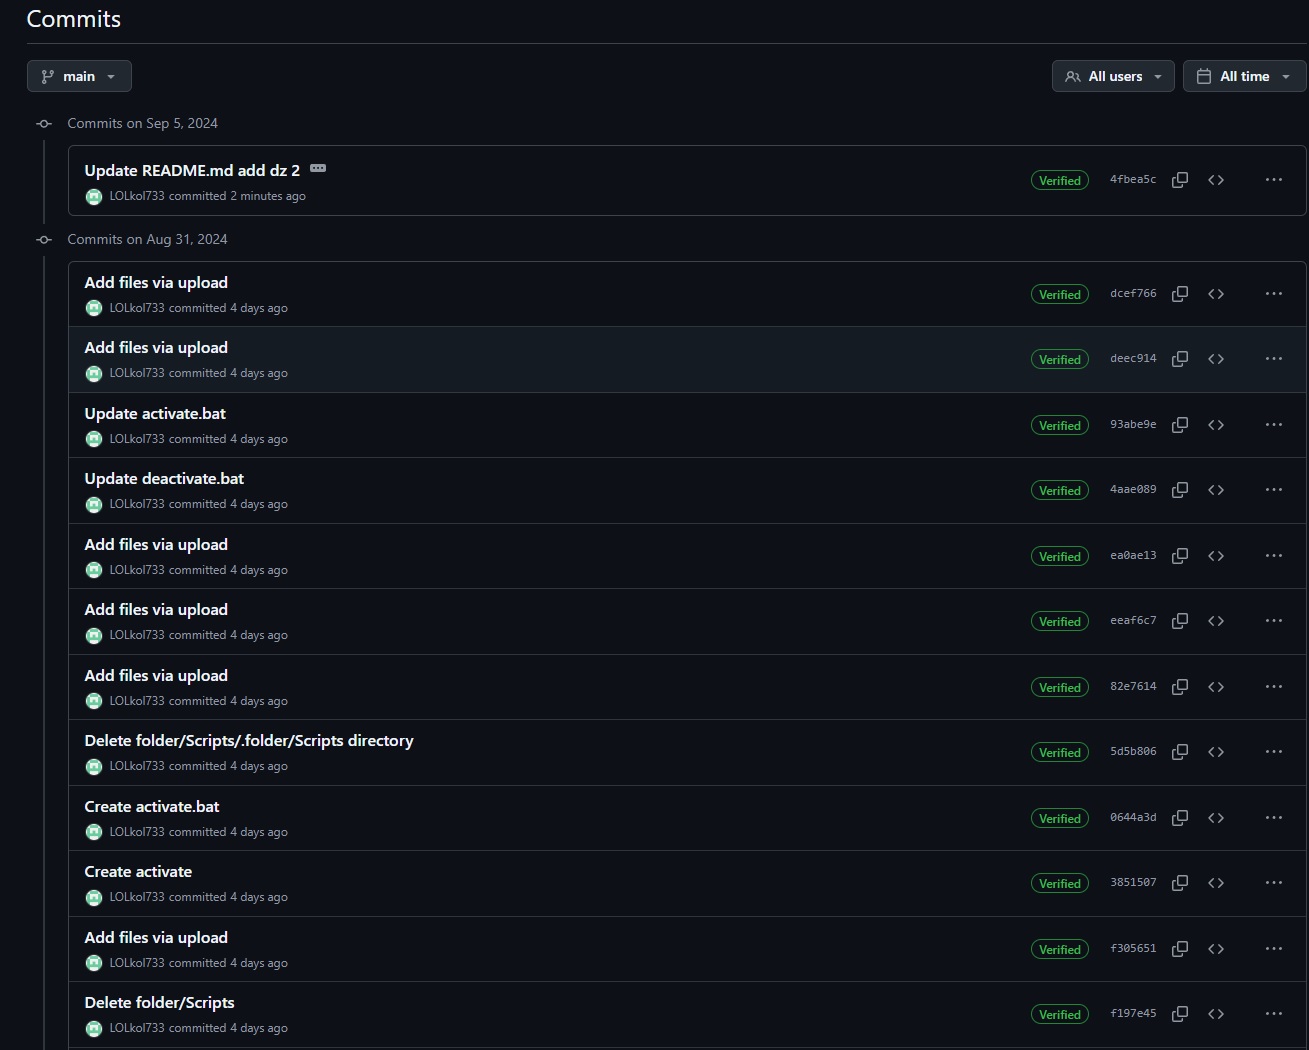 Commits
main
All users
All time
Commits on Sep 5, 2024
Update README.md add dz 2
LOLkol733 committed 2 minutes ago
Verified
4fbea5c
Commits on Aug 31, 2024
Add files via upload
LOLkol733 committed 4 days ago
Verified
dcef766
Add files via upload
LOLkol733 committed 4 days ago
Verified
deec914
Update activate.bat
LOLkol733 committed 4 days ago
Verified
93abe9e
Update deactivate.bat
LOLkol733 committed 4 days ago
Verified
4aae089
Add files via upload
LOLkol733 committed 4 days ago
Verified
ea0ae13
Add files via upload
LOLkol733 committed 4 days ago
Verified
eeaf6c7
Add files via upload
LOLkol733 committed 4 days ago
Verified
82e7614
Delete folder/Scripts/.folder/Scripts directory
LOLkol733 committed 4 days ago
Verified
5d5b806
Create activate.bat
LOLkol733 committed 4 days ago
Verified
0644a3d
Create activate
LOLkol733 committed 4 days ago
Verified
3851507
Add files via upload
LOLkol733 committed 4 days ago
Verified
f305651
Delete folder/Scripts
LOLkol733 committed 4 days ago
Verified
f197e45